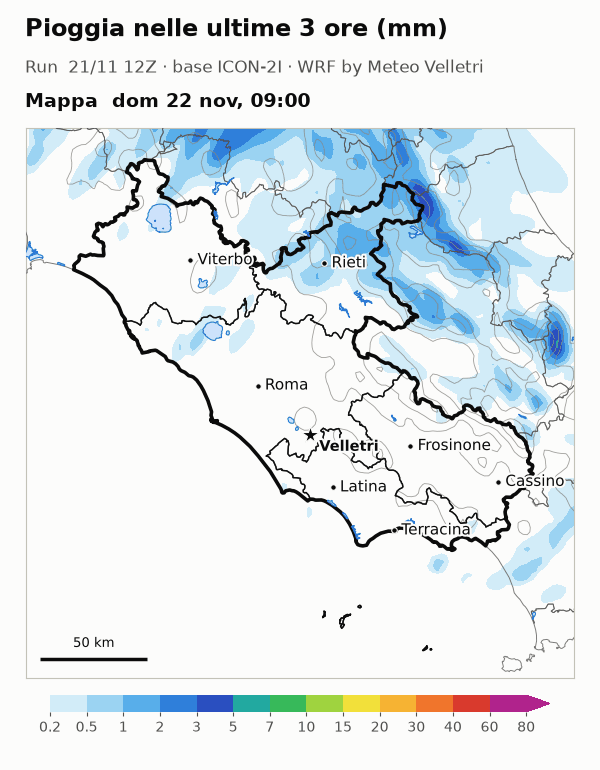 Pioggia nelle ultime 3 ore (mm)
Run  21/11 12Z · base ICON-2I · WRF by Meteo Velletri
Mappa  dom 22 nov, 09:00
Viterbo
Rieti
Roma
Velletri
Frosinone
Latina
Cassino
Terracina
50 km
0.2 0.5 1 2 3 5 7 10 15 20 30 40 60 80